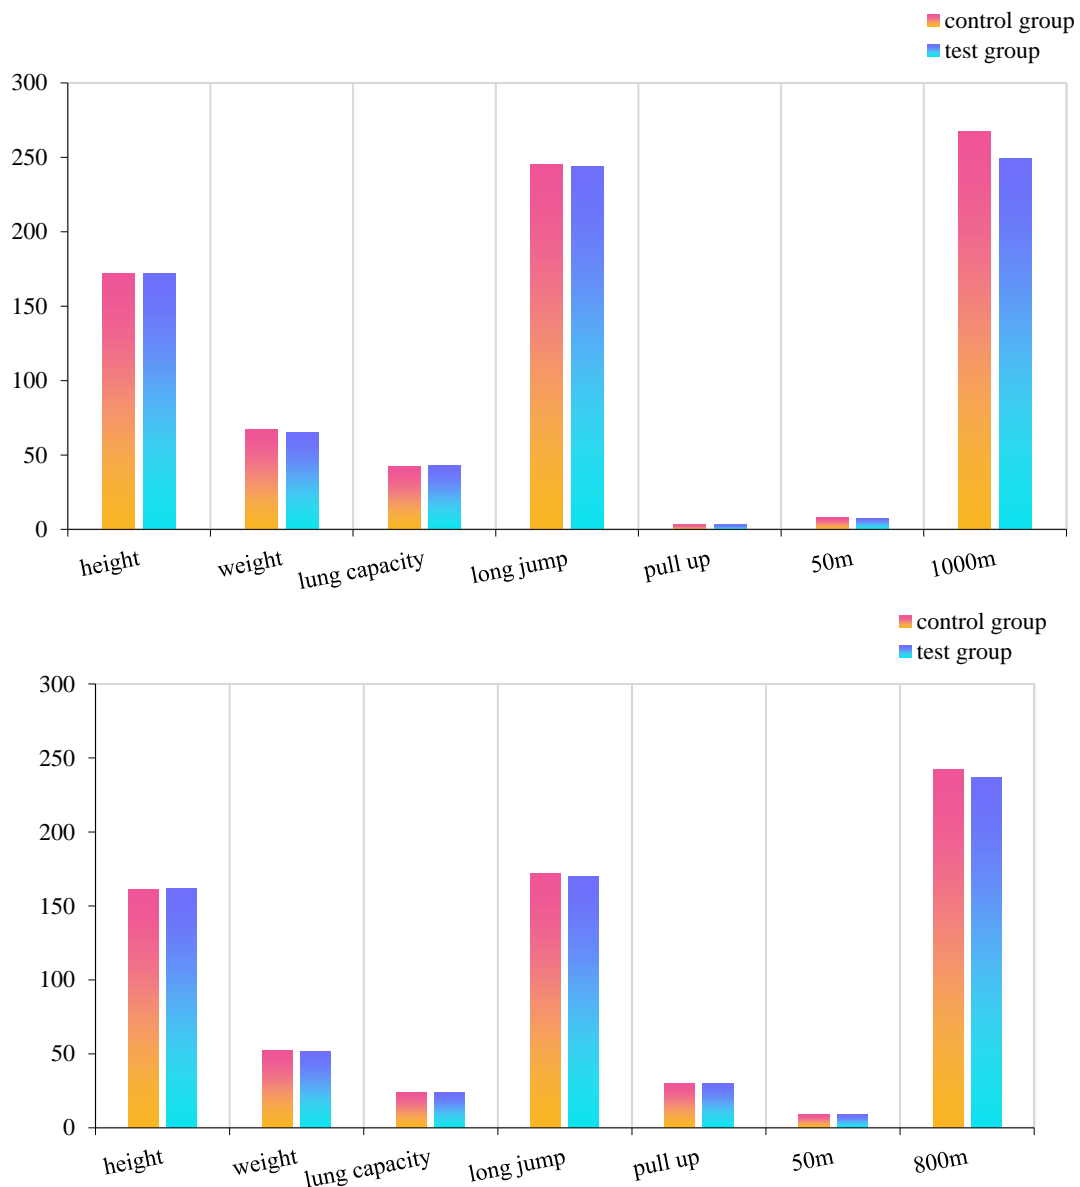 control group
test group
300
250
200
150
100
50
0
height
weight
lung capacity
long jump
pull up
50m
1000m
control group
test group
300
250
200
150
100
50
0
height
weight
lung capacity
long jump
pull up
50m
800m